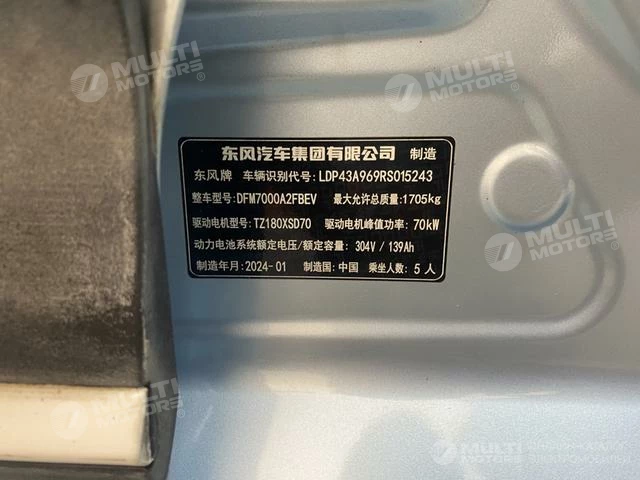 MULTI
MOTORS
MULTI
MOTORS
东风汽车集团有限公司 制造
东风牌 车辆识别代号: LDP43A969RS015243
整车型号: DFM7000A2FBEV 最大允许总质量: 1705kg
驱动电机型号: TZ180XSD70 驱动电机峰值功率: 70kW
动力电池系统额定电压/额定容量: 304V / 139Ah
制造年月: 2024-01 制造国: 中国 乘坐人数: 5 人
MULTI
MOTORS
MULTI
MOTORS